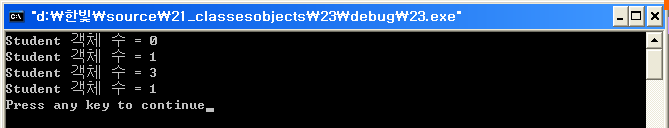 "d:￦한빛￦source￦21_classesobjects￦23￦debug￦23.exe"
Student 객체 수 = 0
Student 객체 수 = 1
Student 객체 수 = 3
Student 객체 수 = 1
Press any key to continue_